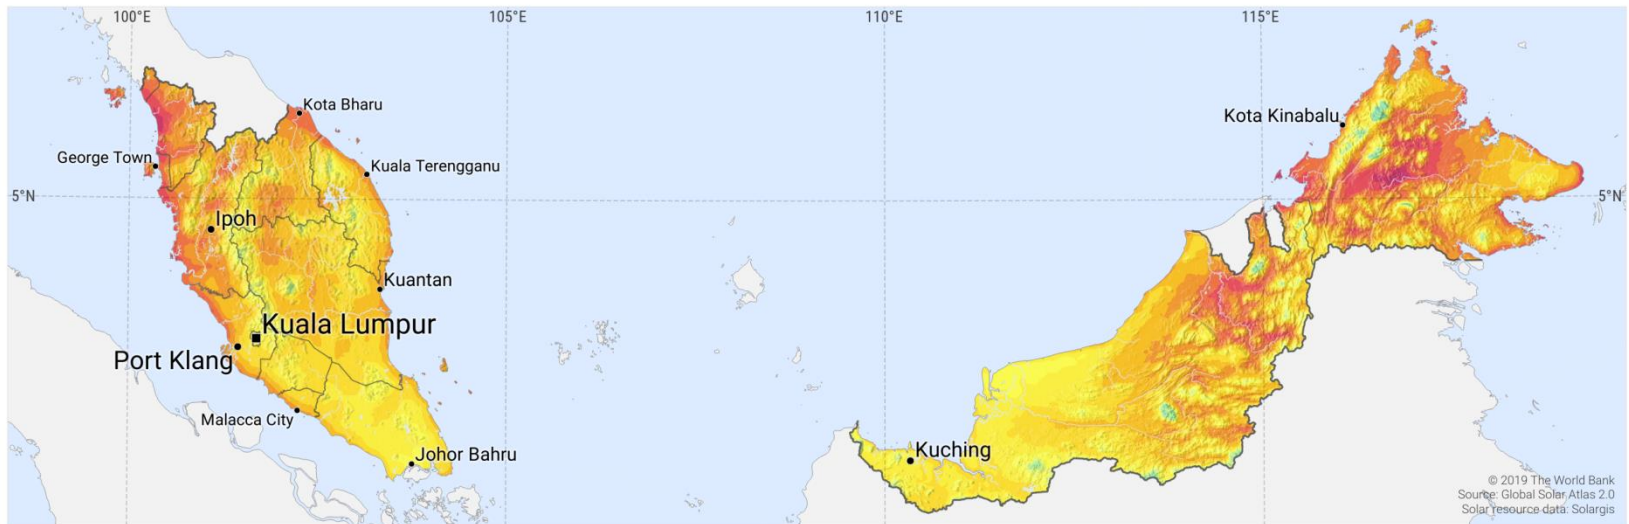 100°E
105°E
110°E
115°E
Kota Bharu
Kota Kinabalu
George Town
Kuala Terengganu
5°N
5°N
Ipoh
Kuantan
Kuala Lumpur
Port Klang
Malacca City
Johor Bahru
Kuching
© 2019 The World Bank
Source: Global Solar Atlas 2.0
Solar resource data: Solargis